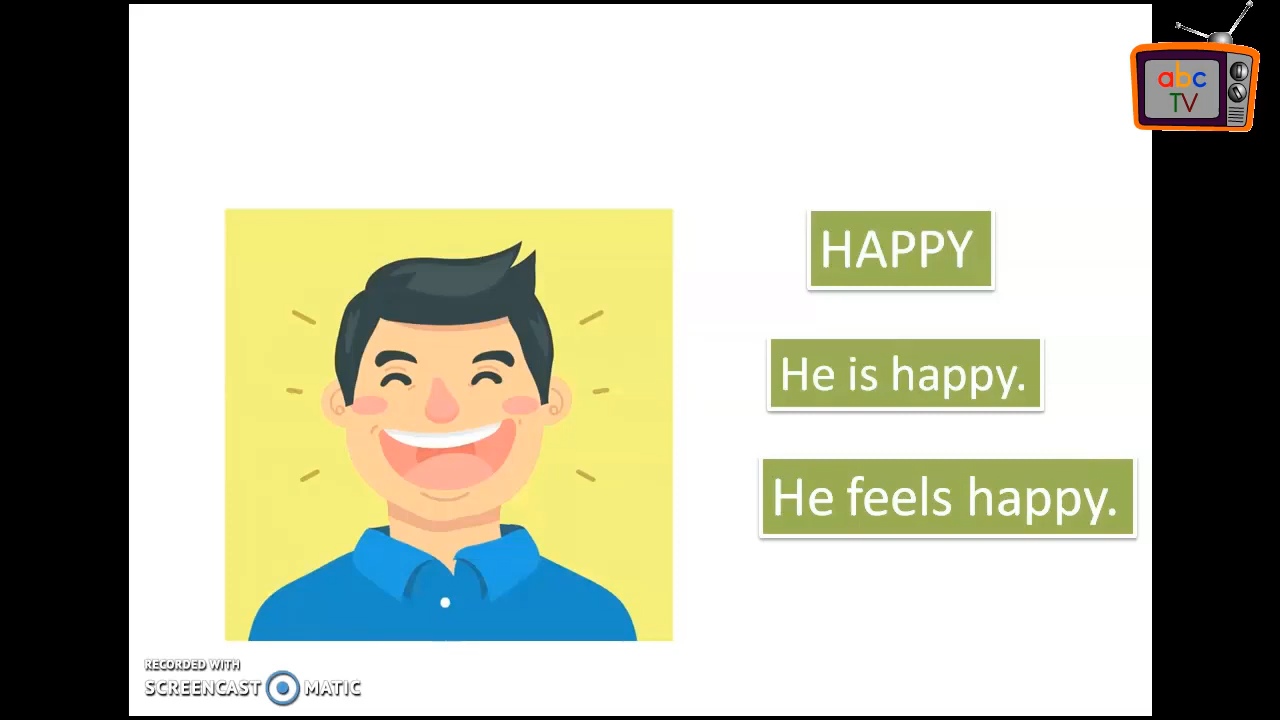 abc
TV
HAPPY
He is happy.
He feels happy.
RECORDED WITH
SCREENCAST MATIC